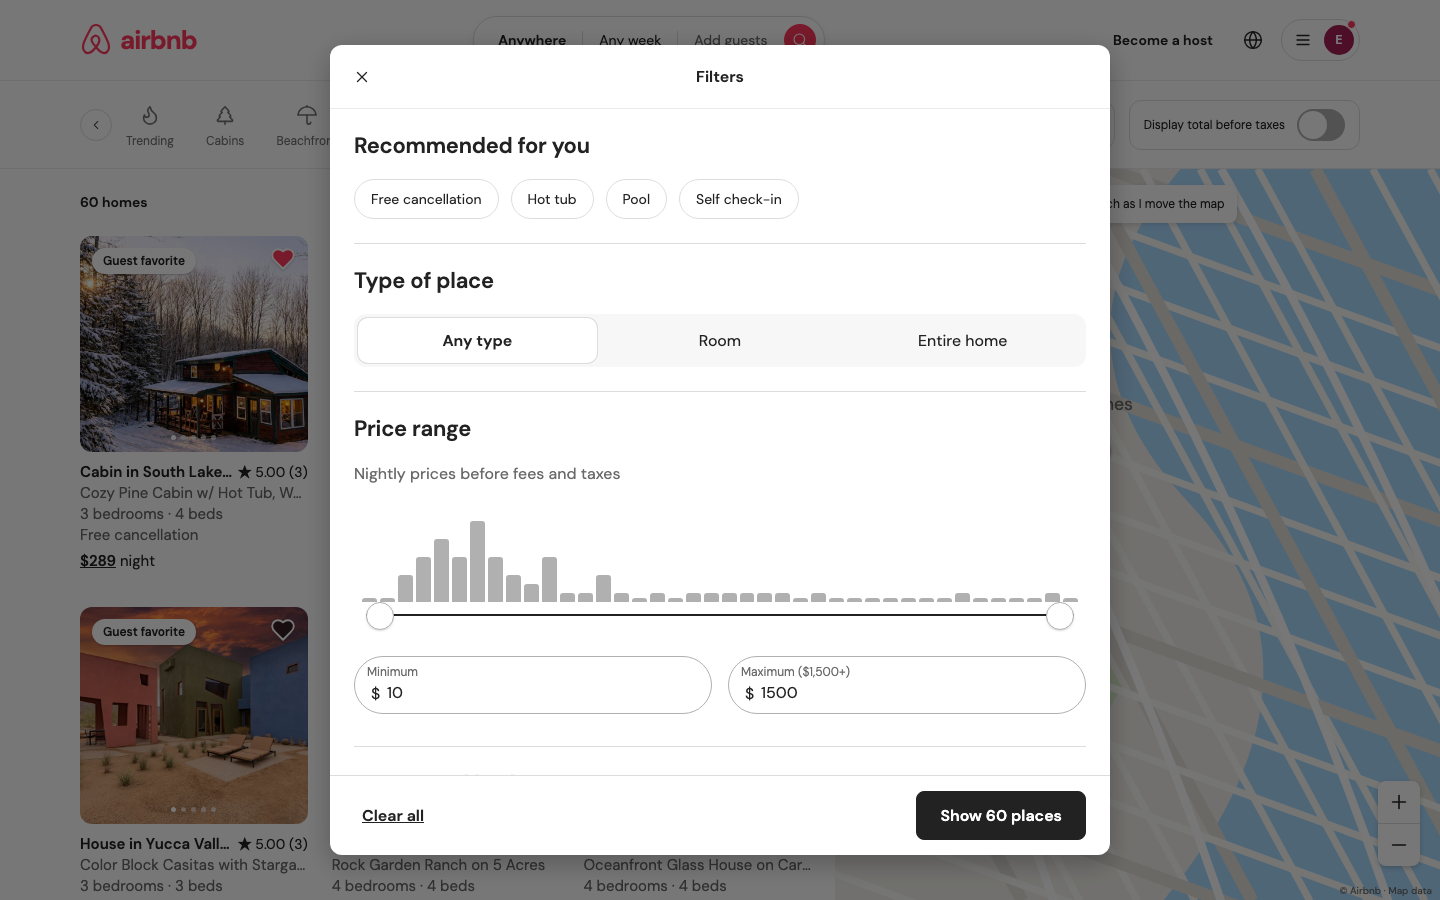 airbnb
Anywhere
Any week
Add guests
Become a host
E
Trending
Cabins
Display total before taxes
60 homes
as I move the map
Guest favorite
Cabin in South Lake... 5.00 (3)
Cozy Pine Cabin w/ Hot Tub, W...
3 bedrooms · 4 beds
Free cancellation
$289 night
Guest favorite
House in Yucca Vall... 5.00 (3)
Color Block Casitas with Starga...
3 bedrooms · 3 beds
Rock Garden Ranch on 5 Acres
4 bedrooms · 4 beds
Oceanfront Glass House on Car...
4 bedrooms · 4 beds
Filters
Recommended for you
Free cancellation
Hot tub
Pool
Self check-in
Type of place
Any type
Room
Entire home
Price range
Nightly prices before fees and taxes
Minimum
$ 10
Maximum ($1,500+)
$ 1500
Clear all
Show 60 places
+
−
© Airbnb · Map data